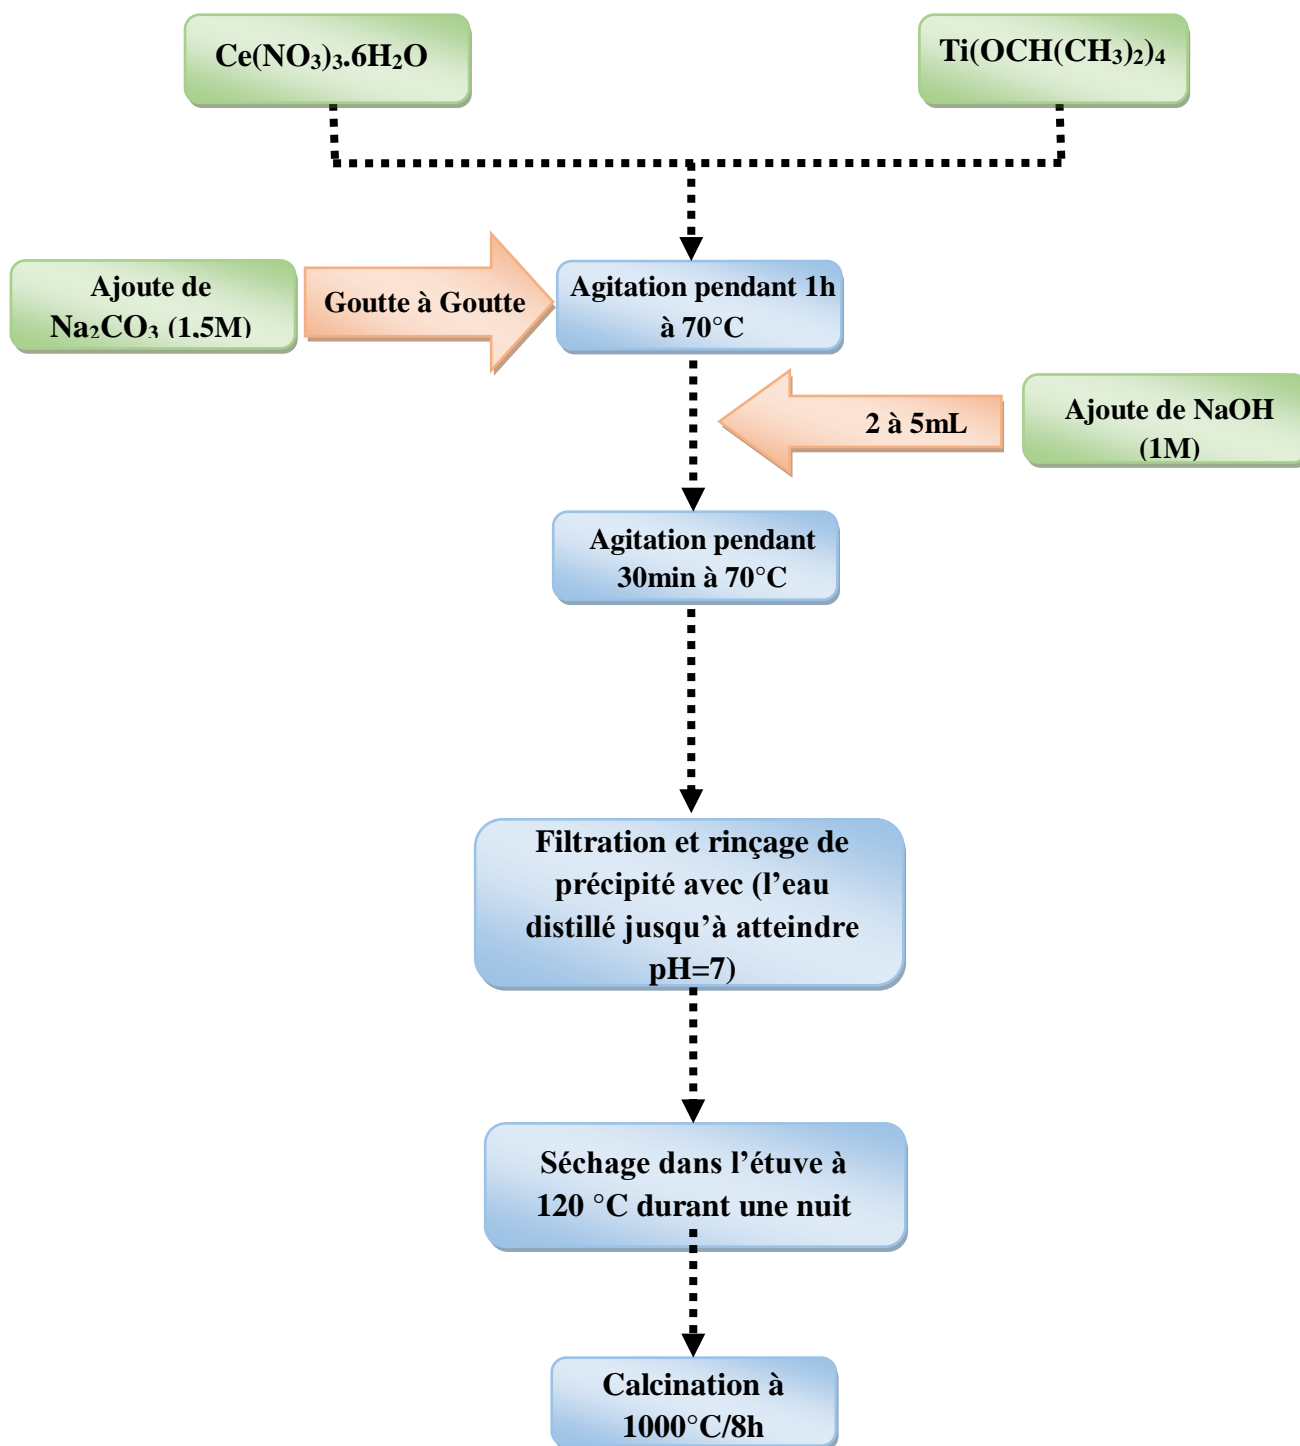 Ce(NO₃)₃.6H₂O
Ti(OCH(CH₃)₂)₄
Ajoute de
Na₂CO₃ (1,5M)
Goutte à Goutte
Agitation pendant 1h
à 70°C
2 à 5mL
Ajoute de NaOH
(1M)
Agitation pendant
30min à 70°C
Filtration et rinçage de
précipité avec (l’eau
distillé jusqu’à atteindre
pH=7)
Séchage dans l’étuve à
120 °C durant une nuit
Calcination à
1000°C/8h